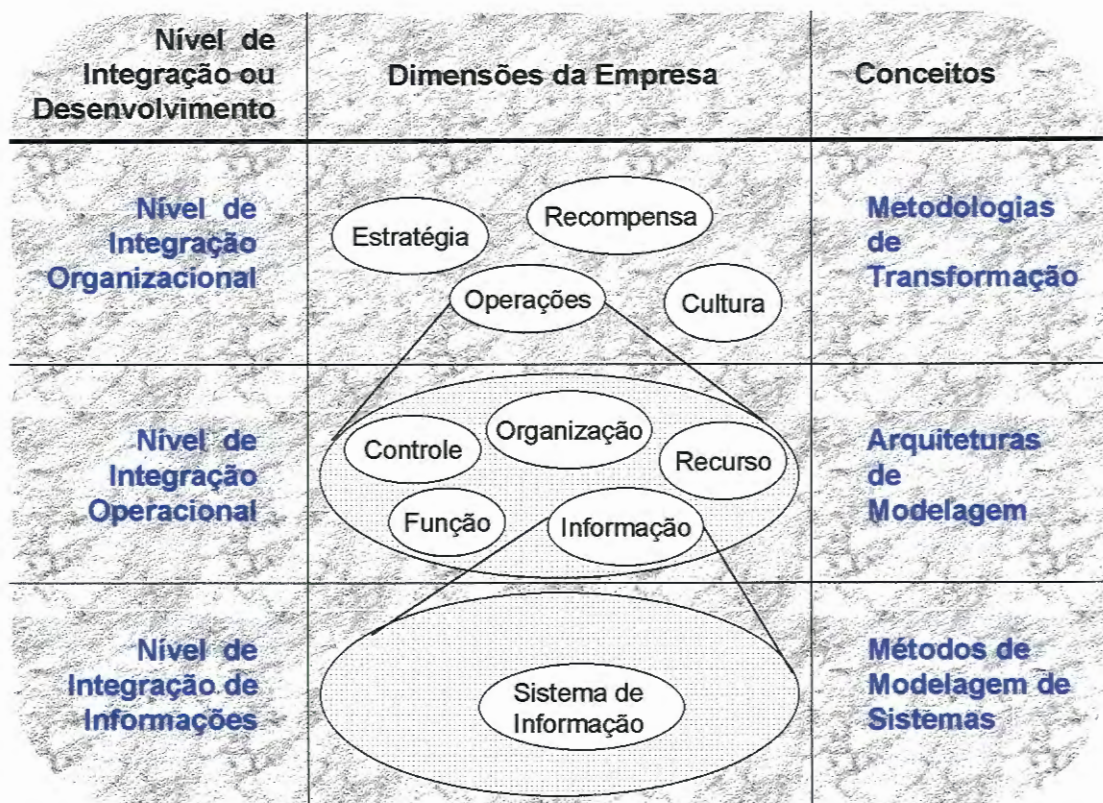 Nível de
Integração ou
Desenvolvimento
Dimensões da Empresa
Conceitos
Nível de
Integração
Organizacional
Estratégia
Recompensa
Operações
Cultura
Metodologias
de
Transformação
Nível de
Integração
Operacional
Controle
Organização
Recurso
Função
Informação
Arquiteturas
de
Modelagem
Nível de
Integração de
Informações
Sistema de
Informação
Métodos de
Modelagem de
Sistemas